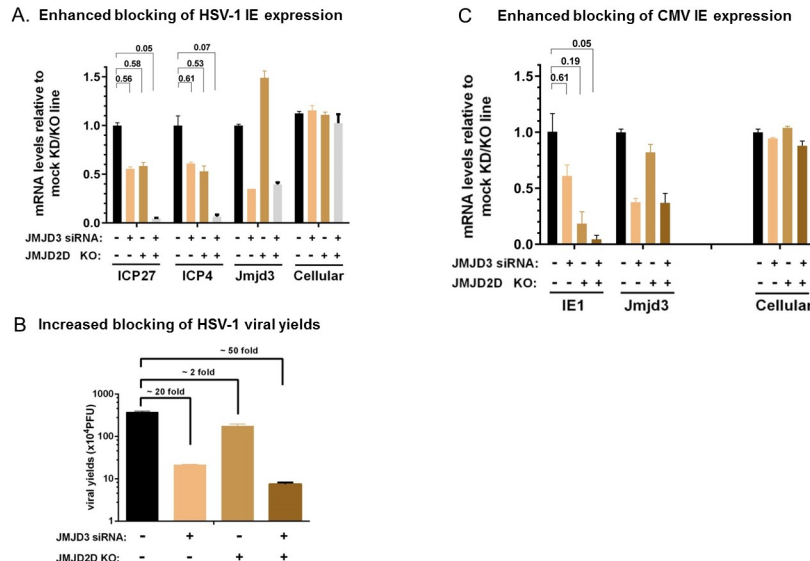 A. Enhanced blocking of HSV-1 IE expression
mRNA levels relative to
mock KD/KO line
1.5
1.0
0.5
0.0
0.05
0.58
0.56
0.07
0.53
0.61
JMJD3 siRNA: - + - + - + - + - + - + - + - +
JMJD2D KO: - - + + - - + + - - + + - - + +
ICP27 ICP4 Jmjd3 Cellular
B Increased blocking of HSV-1 viral yields
~ 50 fold
~ 2 fold
~ 20 fold
viral yields (x10⁴PFU)
1000
100
10
1
JMJD3 siRNA: - + - +
JMJD2D KO: - - + +
C Enhanced blocking of CMV IE expression
mRNA levels relative to
mock KD/KO line
1.5
1.0
0.5
0.0
0.05
0.19
0.61
JMJD3 siRNA: - + - + - + - + - + - +
JMJD2D KO: - - + + - - + + - - + +
IE1 Jmjd3 Cellular